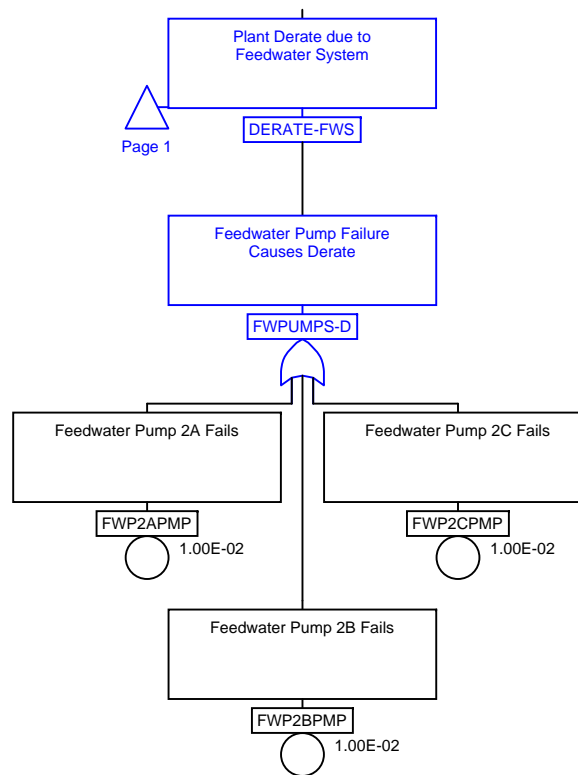 Plant Derate due to
Feedwater System
Page 1
DERATE-FWS
Feedwater Pump Failure
Causes Derate
FWPUMPS-D
Feedwater Pump 2A Fails
FWP2APMP
1.00E-02
Feedwater Pump 2C Fails
FWP2CPMP
1.00E-02
Feedwater Pump 2B Fails
FWP2BPMP
1.00E-02